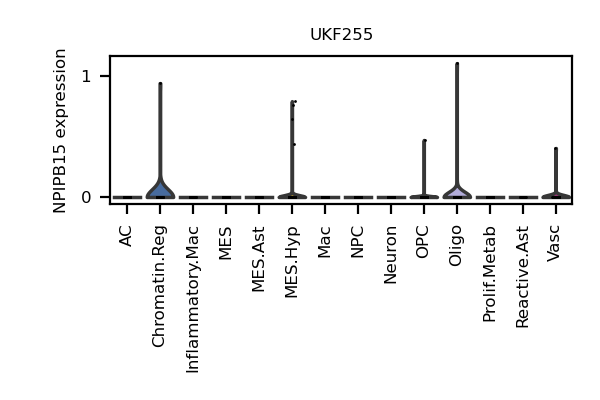 UKF255
NPIPB15 expression
1
0
AC
Chromatin.Reg
Inflammatory.Mac
MES
MES.Ast
MES.Hyp
Mac
NPC
Neuron
OPC
Oligo
Prolif.Metab
Reactive.Ast
Vasc